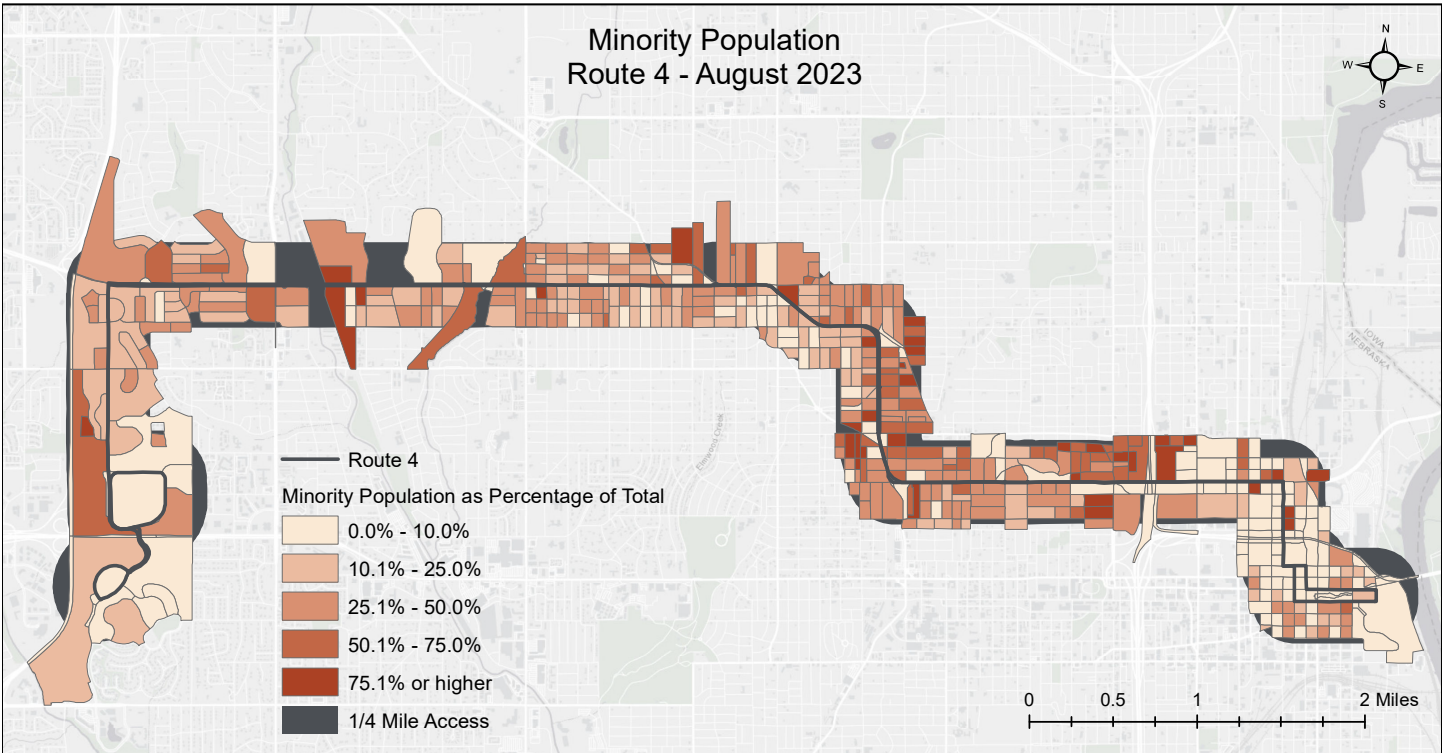 Minority Population
Route 4 - August 2023
N
W
E
S
IOWA
NEBRASKA
Elmwood Creek
Route 4
Minority Population as Percentage of Total
0.0% - 10.0%
10.1% - 25.0%
25.1% - 50.0%
50.1% - 75.0%
75.1% or higher
1/4 Mile Access
0 0.5 1 2 Miles